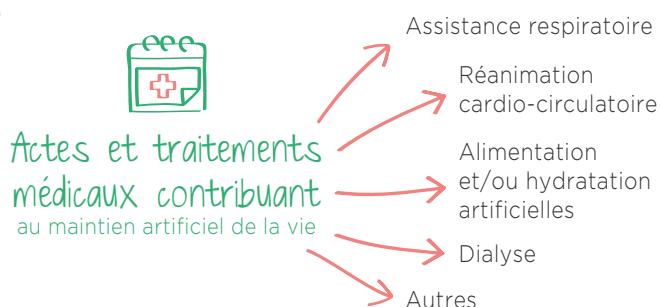 Actes et traitements
médicaux contribuant
au maintien artificiel de la vie
Assistance respiratoire
Réanimation
cardio-circulatoire
Alimentation
et/ou hydratation
artificielles
Dialyse
Autres